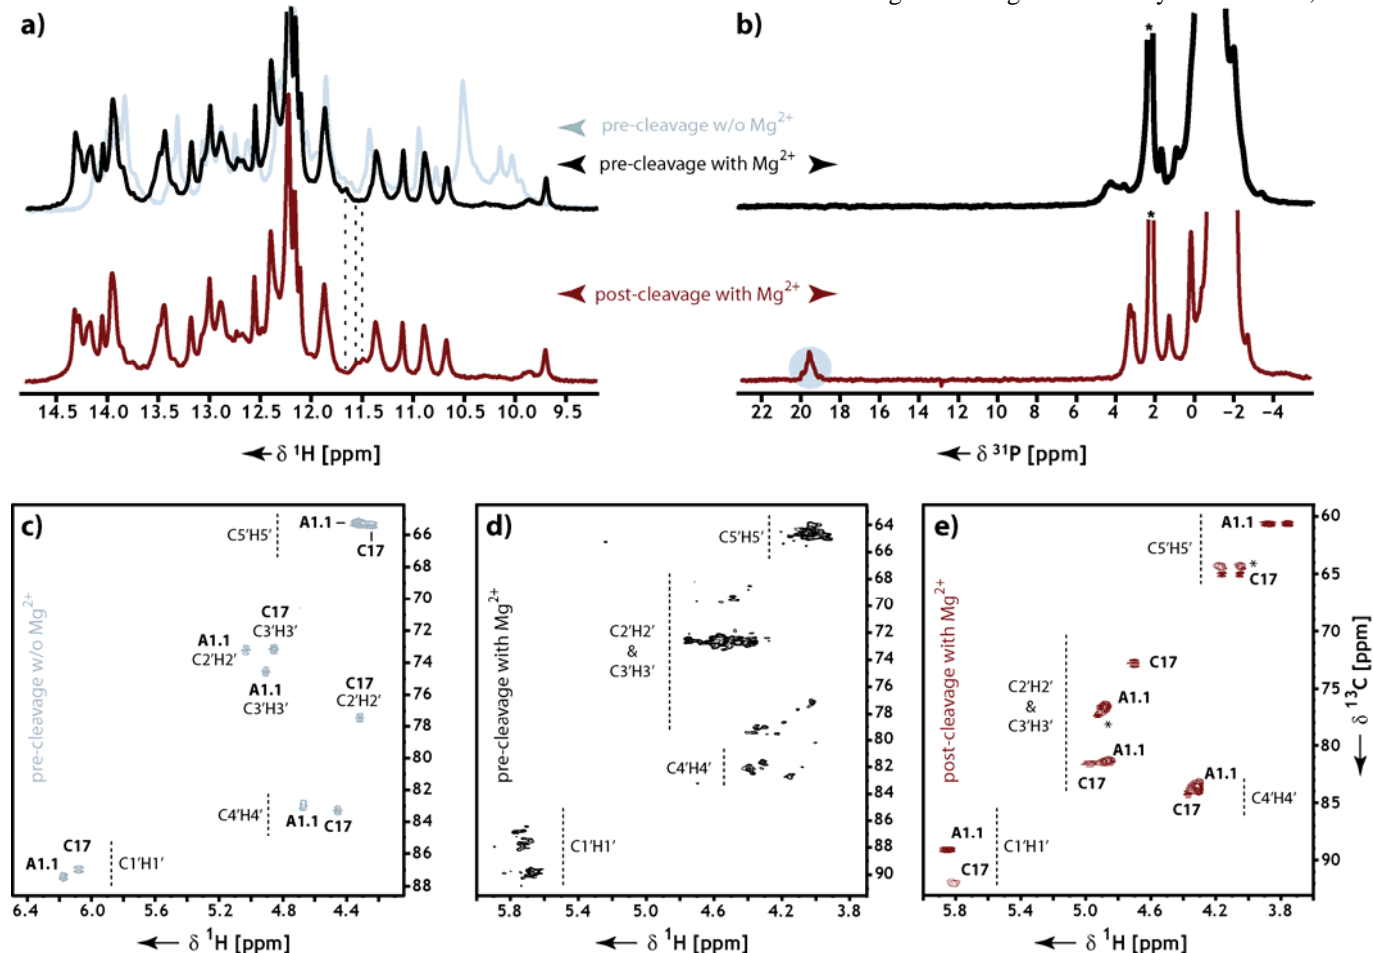 a)
b)
pre-cleavage w/o Mg2+
pre-cleavage with Mg2+
post-cleavage with Mg2+
*
*
14.5 13.5 13.0 12.5 12.0 11.5 11.0 10.5 10.0 9.5
δ 1H [ppm]
22 20 18 16 14 12 10 8 6 4 2 0 −2 −4
δ 31P [ppm]
c)
pre-cleavage w/o Mg2+
C5'H5'
A1.1
C17
C17
C3'H3'
A1.1
C2'H2'
A1.1
C3'H3'
C17
C2'H2'
C4'H4'
A1.1
C17
C17
A1.1
C1'H1'
66
68
70
72
74
76
78
80
82
84
86
88
6.4 6.0 5.6 5.2 4.8 4.4
δ 1H [ppm]
d)
pre-cleavage with Mg2+
C5'H5'
C2'H2'
&
C3'H3'
C4'H4'
C1'H1'
64
66
68
70
72
74
76
78
80
82
84
86
88
90
5.8 5.4 5.0 4.6 4.2 3.8
δ 1H [ppm]
e)
post-cleavage with Mg2+
A1.1
C5'H5'
*
C17
C17
C2'H2'
&
C3'H3'
A1.1
*
A1.1
C17
A1.1
C17
C4'H4'
A1.1
C17
C1'H1'
60
65
70
75
80
85
90
δ 13C [ppm]
5.8 5.4 5.0 4.6 4.2 3.8
δ 1H [ppm]